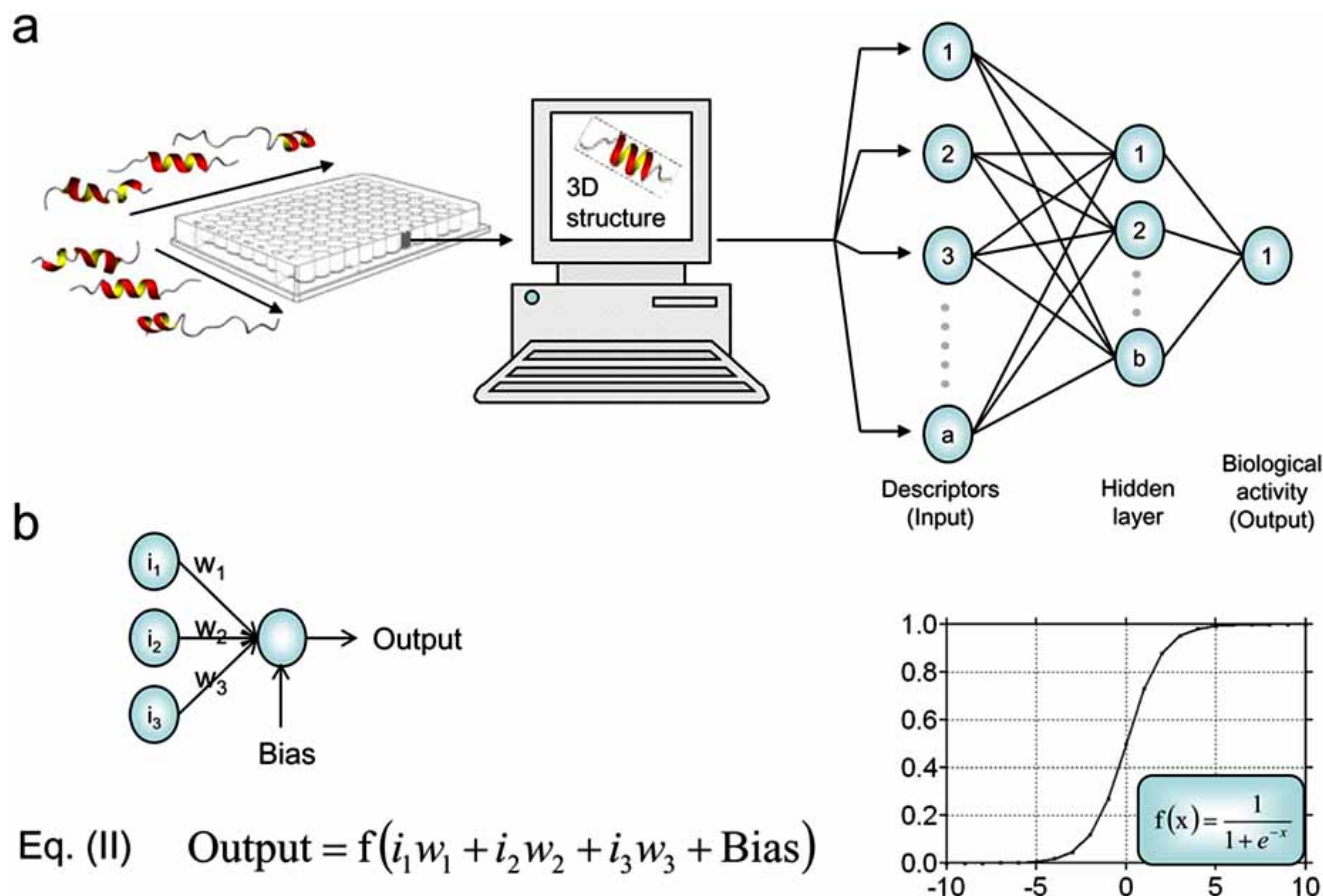 a
3D
structure
1
2
3
a
1
2
b
1
Descriptors
(Input)
Hidden
layer
Biological
activity
(Output)
b
i₁
i₂
i₃
w₁
w₂
w₃
Output
Bias
Eq. (II) Output = f(i₁w₁ + i₂w₂ + i₃w₃ + Bias)
1.0
0.8
0.6
0.4
0.2
0.0
-10 -5 0 5 10
f(x) = 1 / (1 + e⁻ˣ)